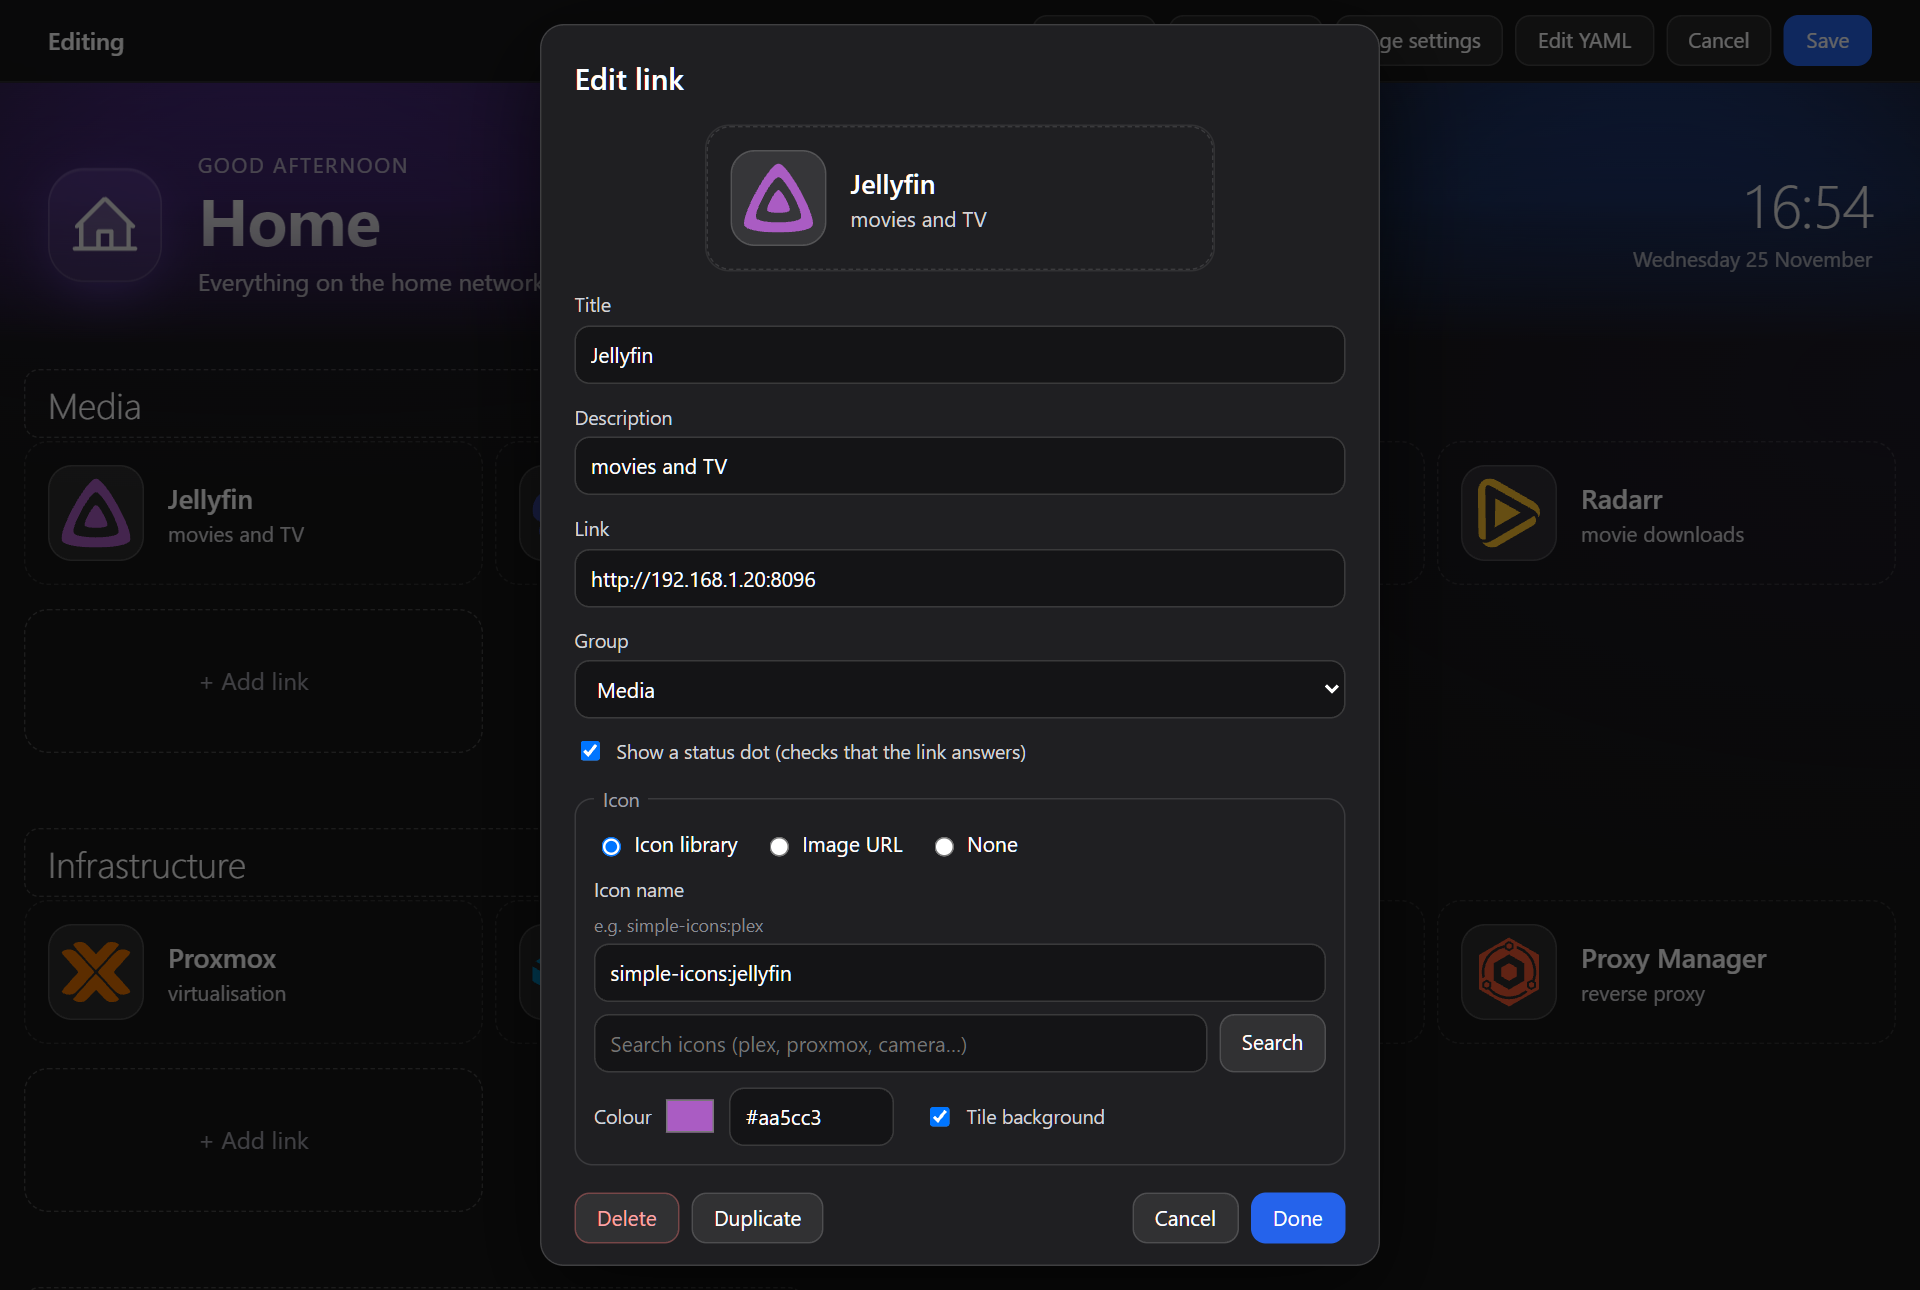 Editing
ge settings
Edit YAML
Cancel
Save
GOOD AFTERNOON
Home
Everything on the home network
16:54
Wednesday 25 November
Media
Jellyfin
movies and TV
Radarr
movie downloads
+ Add link
Infrastructure
Proxmox
virtualisation
Proxy Manager
reverse proxy
+ Add link
Edit link
Jellyfin
movies and TV
Title
Jellyfin
Description
movies and TV
Link
http://192.168.1.20:8096
Group
Media
Show a status dot (checks that the link answers)
Icon
Icon library
Image URL
None
Icon name
e.g. simple-icons:plex
simple-icons:jellyfin
Search icons (plex, proxmox, camera...)
Search
Colour
#aa5cc3
Tile background
Delete
Duplicate
Cancel
Done